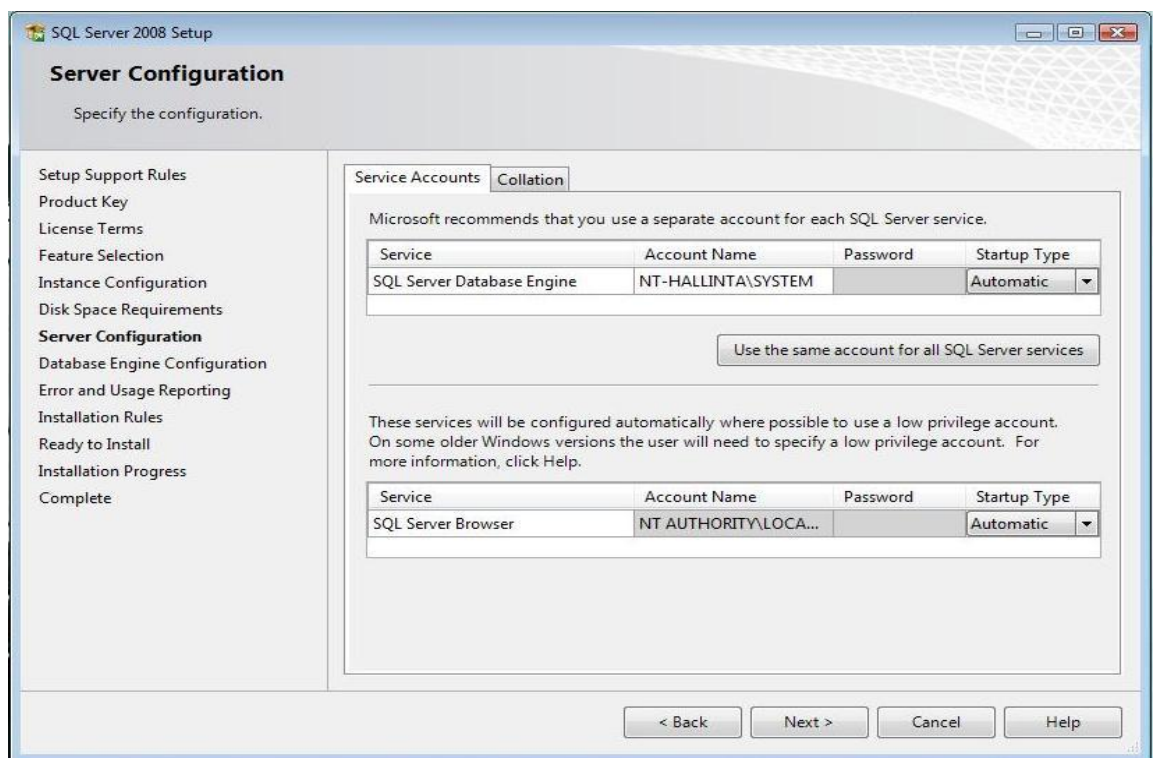 SQL Server 2008 Setup
Server Configuration
Specify the configuration.
Setup Support Rules
Product Key
License Terms
Feature Selection
Instance Configuration
Disk Space Requirements
Server Configuration
Database Engine Configuration
Error and Usage Reporting
Installation Rules
Ready to Install
Installation Progress
Complete
Service Accounts Collation
Microsoft recommends that you use a separate account for each SQL Server service.
Service Account Name Password Startup Type
SQL Server Database Engine NT-HALLINTA\SYSTEM Automatic
Use the same account for all SQL Server services
These services will be configured automatically where possible to use a low privilege account.
On some older Windows versions the user will need to specify a low privilege account. For
more information, click Help.
Service Account Name Password Startup Type
SQL Server Browser NT AUTHORITY\LOCA... Automatic
< Back Next > Cancel Help